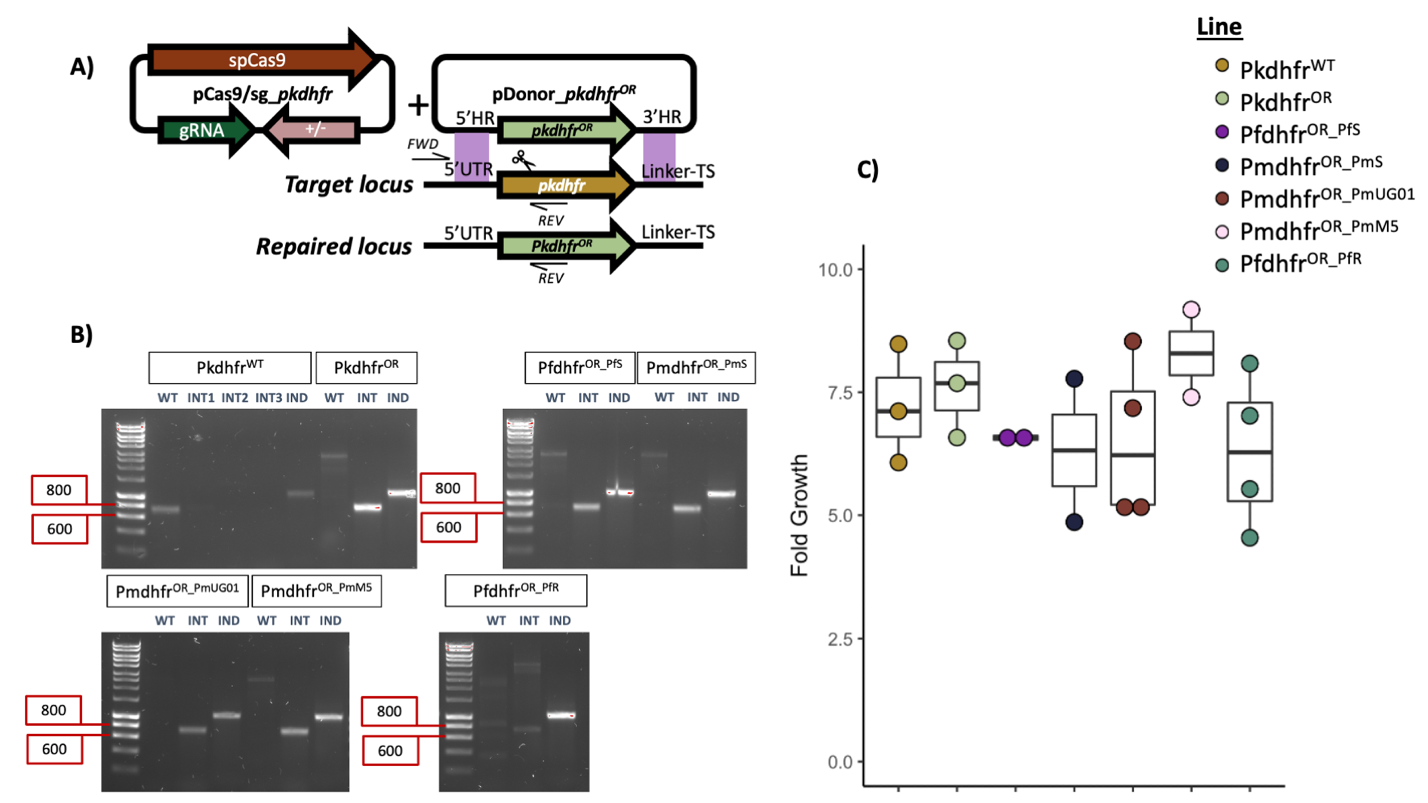 A)
spCas9
pCas9/sg_pkdhfr
gRNA
+/-
+
pDonor_pkdhfrOR
5'HR
3'HR
pkdhfrOR
FWD
5'UTR
Linker-TS
Target locus
pkdhfr
REV
Repaired locus
5'UTR
Linker-TS
PkdhfrOR
REV
B)
PkdhfrWT
PkdhfrOR
WT INT1 INT2 INT3 IND WT INT IND
800
600
PfdhfrOR_PfS
PmdhfrOR_PmS
WT INT IND WT INT IND
800
600
PmdhfrOR_PmUG01
PmdhfrOR_PmM5
WT INT IND WT INT IND
800
600
PfdhfrOR_PfR
WT INT IND
800
600
C)
Line
PkdhfrWT
PkdhfrOR
PfdhfrOR_PfS
PmdhfrOR_PmS
PmdhfrOR_PmUG01
PmdhfrOR_PmM5
PfdhfrOR_PfR
Fold Growth
10.0
7.5
5.0
2.5
0.0